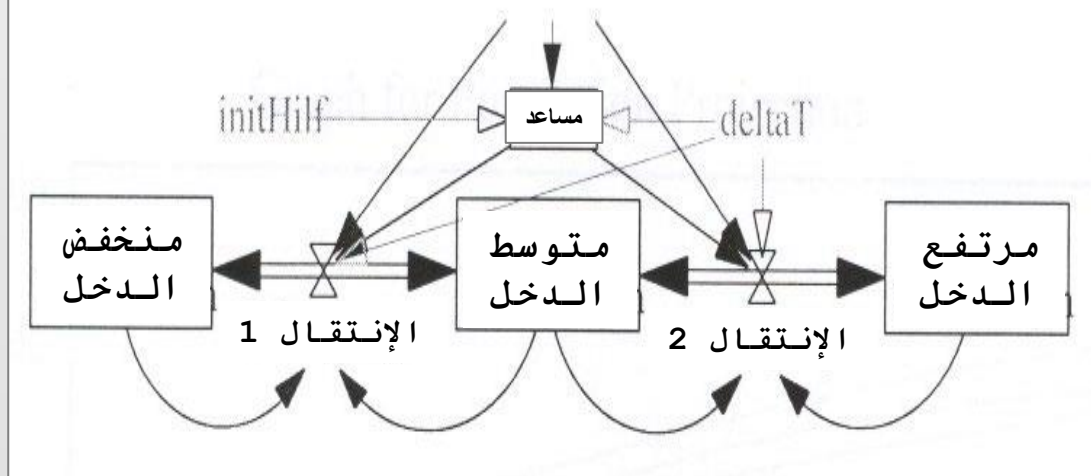 initHilf
مساعد
deltaT
منخفض
الدخل
متوسط
الدخل
مرتفع
الدخل
الإنتقال 1
الإنتقال 2